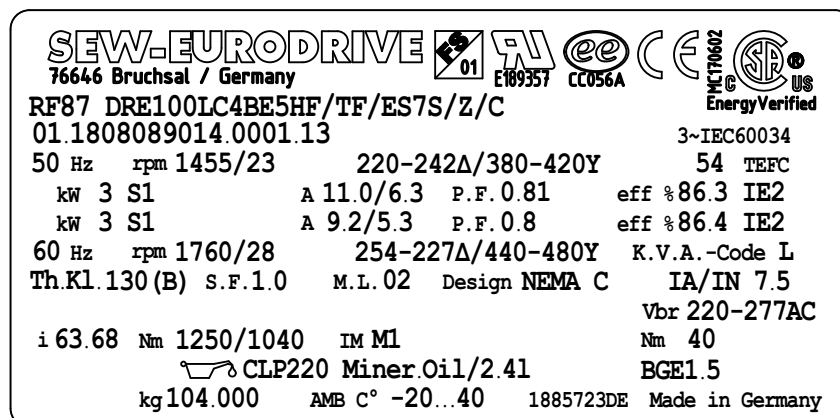 SEW-EURODRIVE FS 01 E189357 ee CC056A CE EMC170602 C SA ® US
76646 Bruchsal / Germany EnergyVerified
RF87 DRE100LC4BE5HF/TF/ES7S/Z/C
01.1808089014.0001.13 3~IEC60034
50 Hz rpm 1455/23 220-242Δ/380-420Y 54 TEFC
kW 3 S1 A 11.0/6.3 P.F. 0.81 eff % 86.3 IE2
kW 3 S1 A 9.2/5.3 P.F. 0.8 eff % 86.4 IE2
60 Hz rpm 1760/28 254-227Δ/440-480Y K.V.A.-Code L
Th.Kl. 130(B) S.F. 1.0 M.L. 02 Design NEMA C IA/IN 7.5
Vbr 220-277AC
i 63.68 Nm 1250/1040 IM M1 Nm 40
CLP220 Miner.Oil/2.4l BGE1.5
kg 104.000 AMB C° -20...40 1885723DE Made in Germany